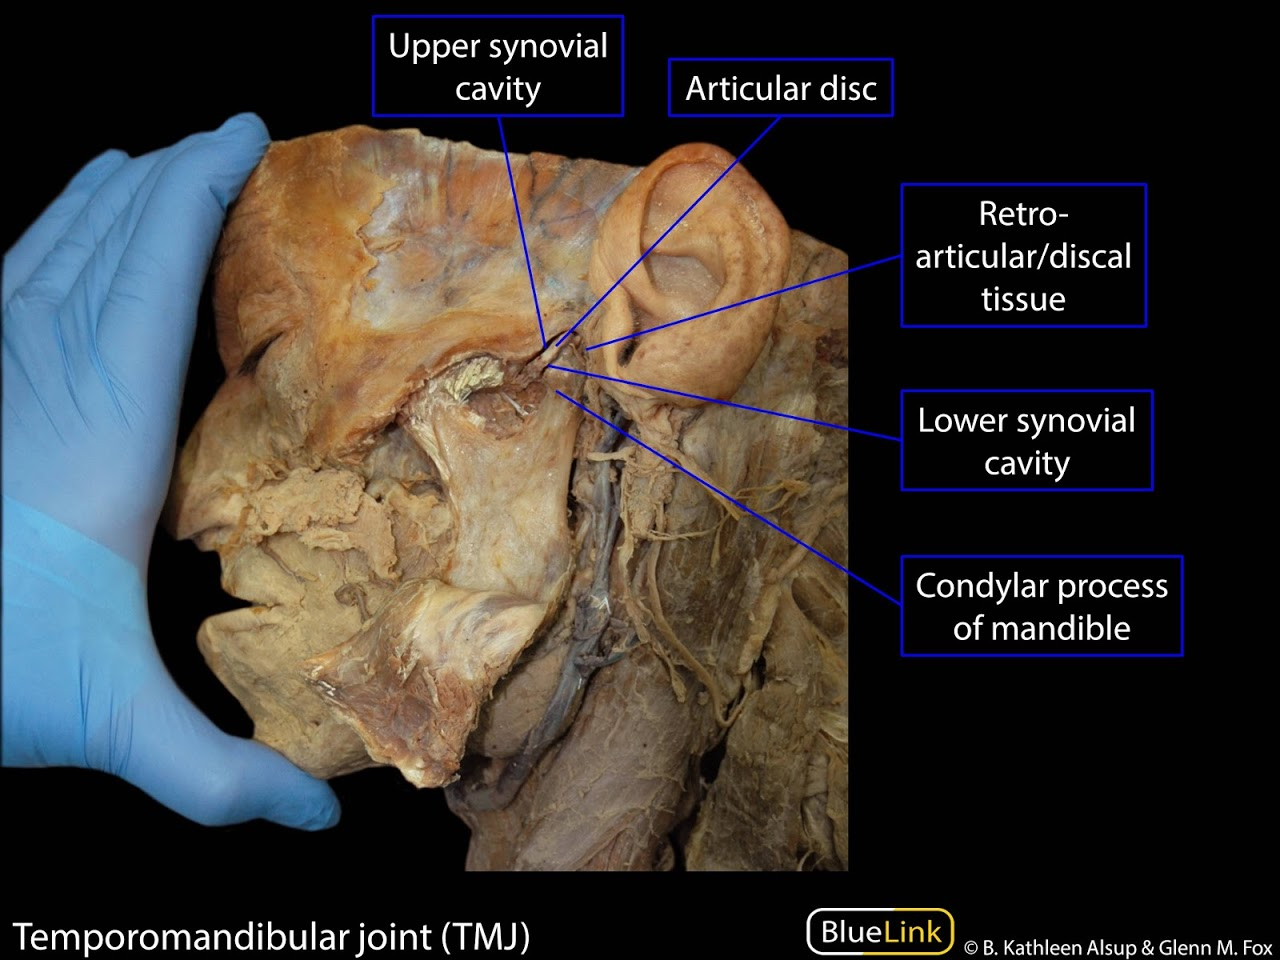 Upper synovial
cavity
Articular disc
Retro-
articular/discal
tissue
Lower synovial
cavity
Condylar process
of mandible
Temporomandibular joint (TMJ)
BlueLink
© B. Kathleen Alsup & Glenn M. Fox